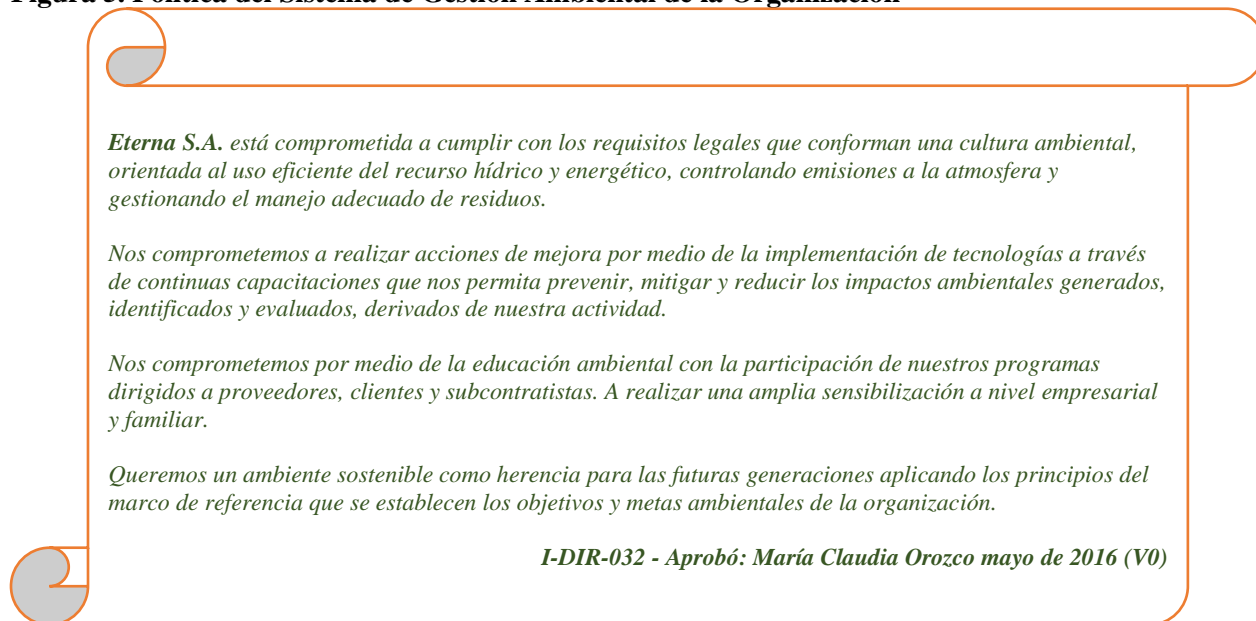 Figura 3. Política del Sistema de Gestión Ambiental de la Organización
Eterna S.A. está comprometida a cumplir con los requisitos legales que conforman una cultura ambiental,
orientada al uso eficiente del recurso hídrico y energético, controlando emisiones a la atmosfera y
gestionando el manejo adecuado de residuos.
Nos comprometemos a realizar acciones de mejora por medio de la implementación de tecnologías a través
de continuas capacitaciones que nos permita prevenir, mitigar y reducir los impactos ambientales generados,
identificados y evaluados, derivados de nuestra actividad.
Nos comprometemos por medio de la educación ambiental con la participación de nuestros programas
dirigidos a proveedores, clientes y subcontratistas. A realizar una amplia sensibilización a nivel empresarial
y familiar.
Queremos un ambiente sostenible como herencia para las futuras generaciones aplicando los principios del
marco de referencia que se establecen los objetivos y metas ambientales de la organización.
I-DIR-032 - Aprobó: María Claudia Orozco mayo de 2016 (V0)